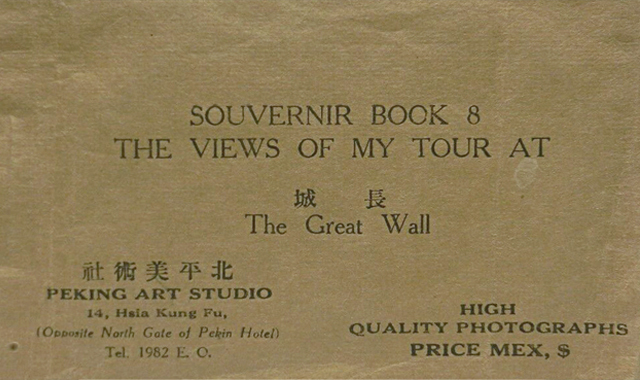 SOUVERNIR BOOK 8
THE VIEWS OF MY TOUR AT
城 長
The Great Wall
社術美平北
PEKING ART STUDIO
14, Hsia Kung Fu,
(Opposite North Gate of Pekin Hotel)
Tel. 1982 E. O.
HIGH
QUALITY PHOTOGRAPHS
PRICE MEX, $